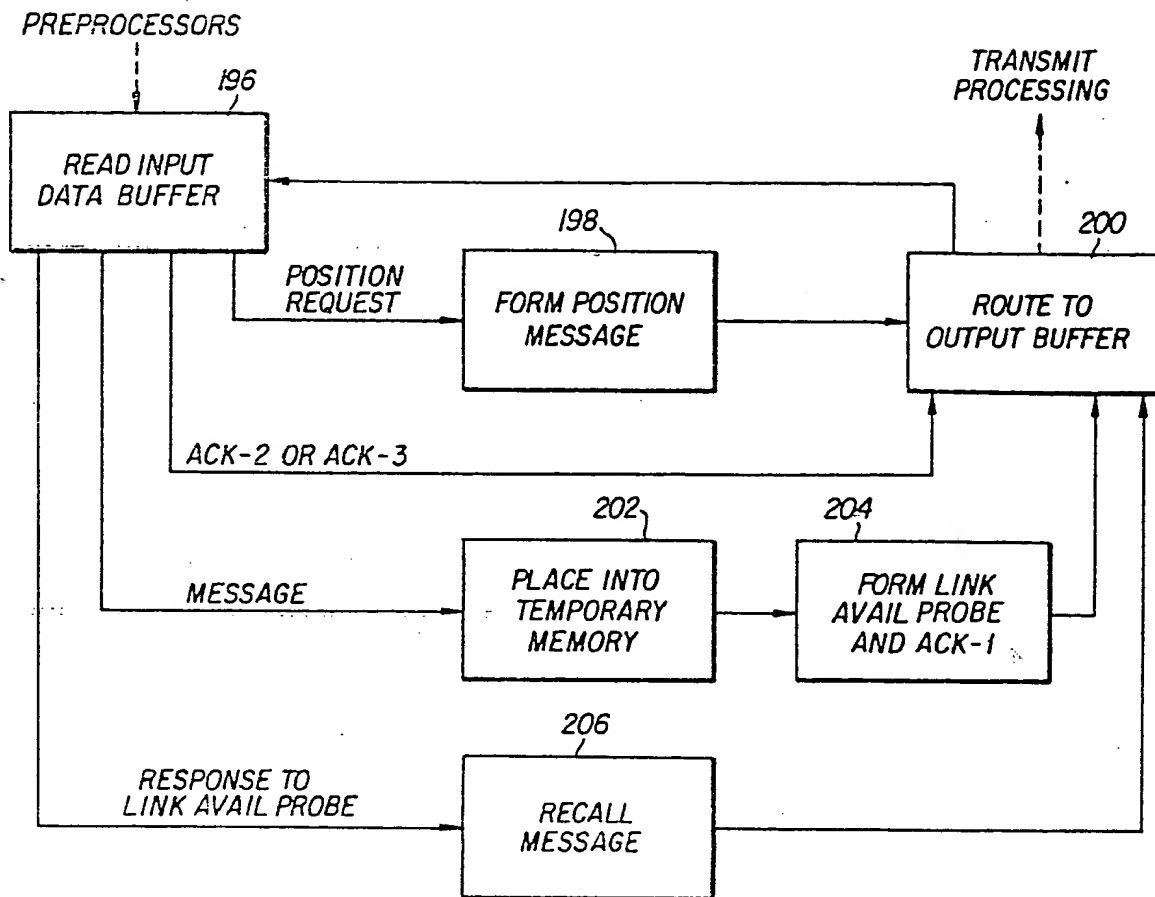 PREPROCESSORS
196
READ INPUT
DATA BUFFER
TRANSMIT
PROCESSING
200
ROUTE TO
OUTPUT BUFFER
POSITION
REQUEST
198
FORM POSITION
MESSAGE
ACK-2 OR ACK-3
MESSAGE
202
PLACE INTO
TEMPORARY
MEMORY
204
FORM LINK
AVAIL PROBE
AND ACK-1
RESPONSE TO
LINK AVAIL PROBE
206
RECALL
MESSAGE